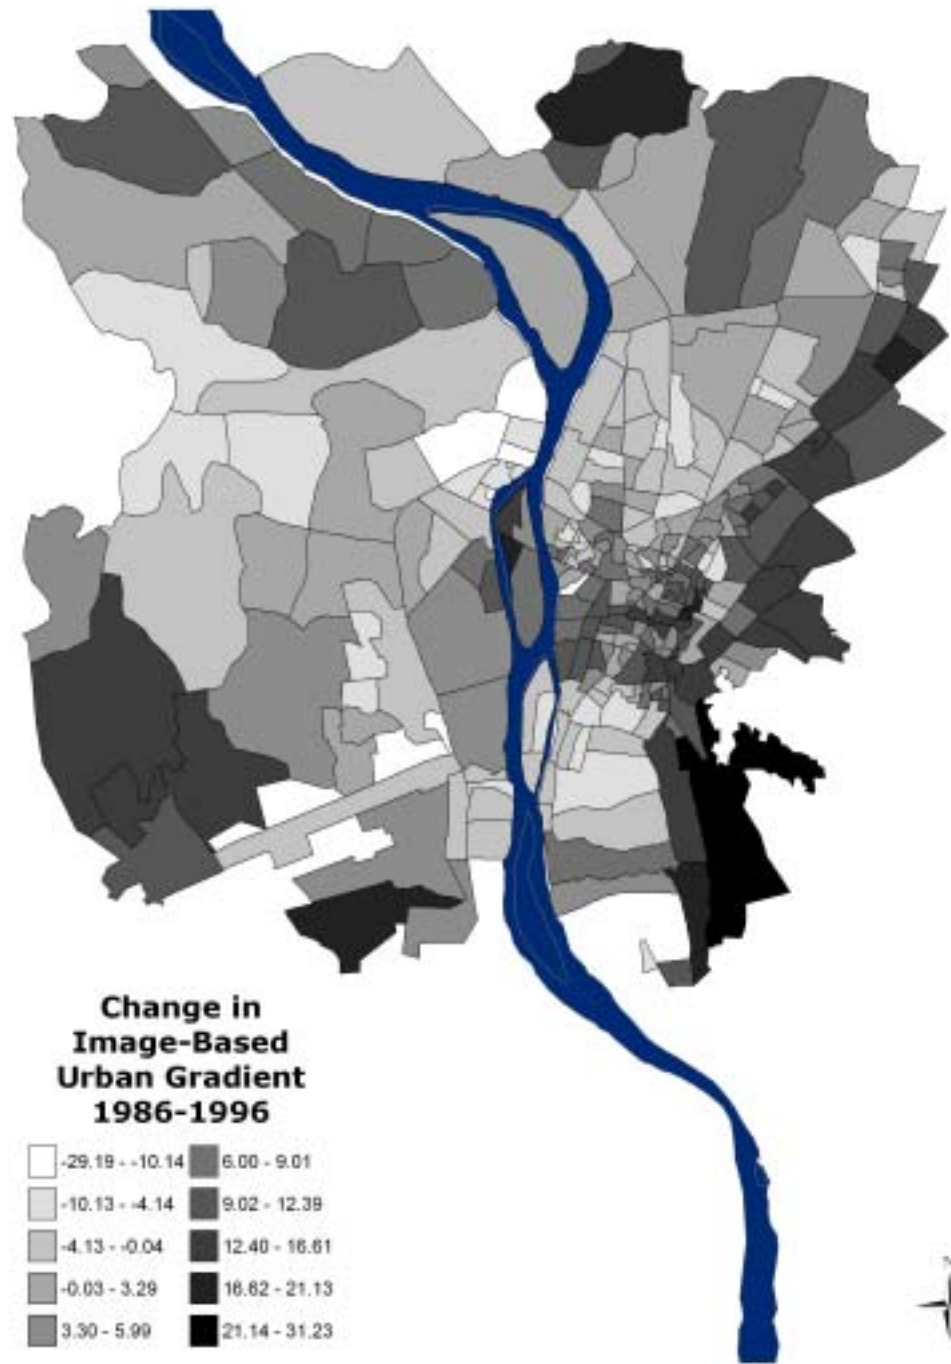 Change in
Image-Based
Urban Gradient
1986-1996
-29.19 - -10.14
-10.13 - -4.14
-4.13 - -0.04
-0.03 - 3.29
3.30 - 5.99
6.00 - 9.01
9.02 - 12.39
12.40 - 16.61
16.62 - 21.13
21.14 - 31.23